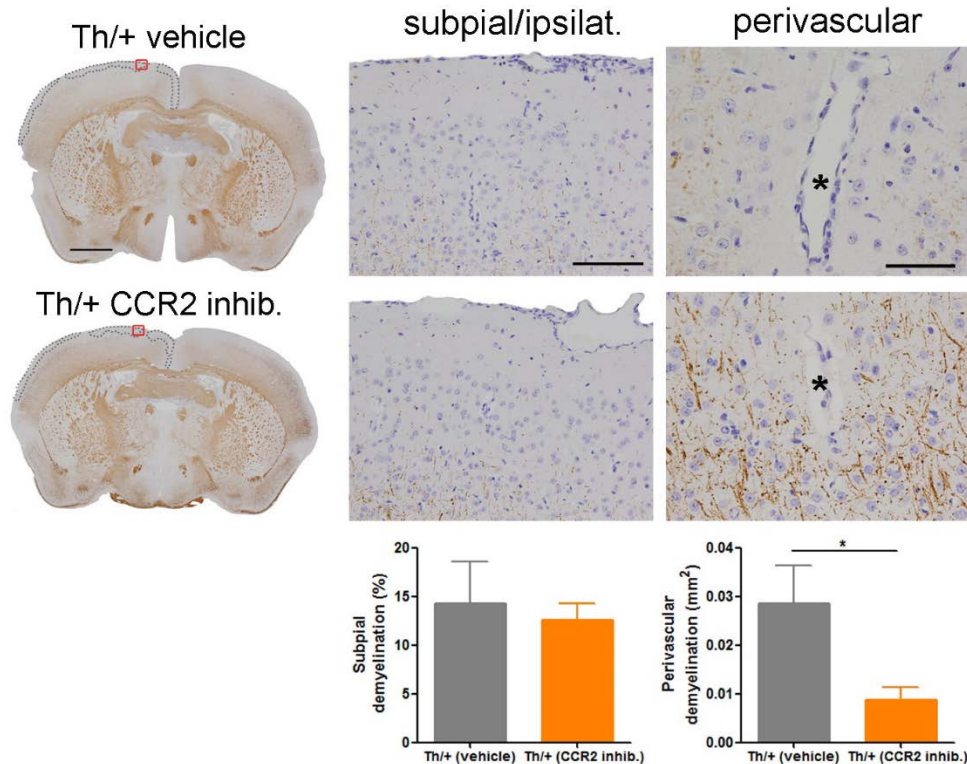 Th/+ vehicle
subpial/ipsilat.
perivascular
*
Th/+ CCR2 inhib.
*
20
15
10
5
0
Subpial
demyelination (%)
Th/+ (vehicle)
Th/+ (CCR2 inhib.)
*
0.04
0.03
0.02
0.01
0.00
Perivascular
demyelination (mm²)
Th/+ (vehicle)
Th/+ (CCR2 inhib.)